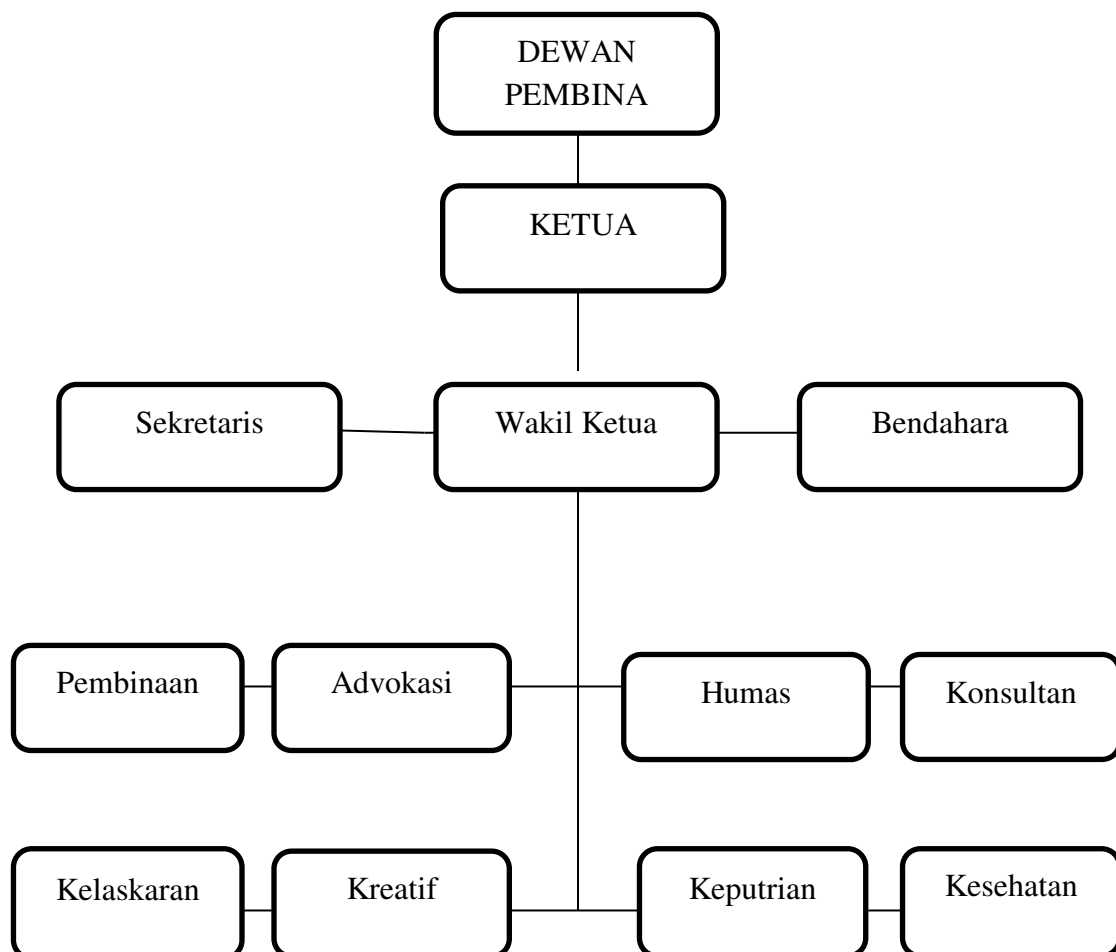 DEWAN
PEMBINA
KETUA
Sekretaris
Wakil Ketua
Bendahara
Pembinaan
Advokasi
Humas
Konsultan
Kelaskaran
Kreatif
Keputrian
Kesehatan